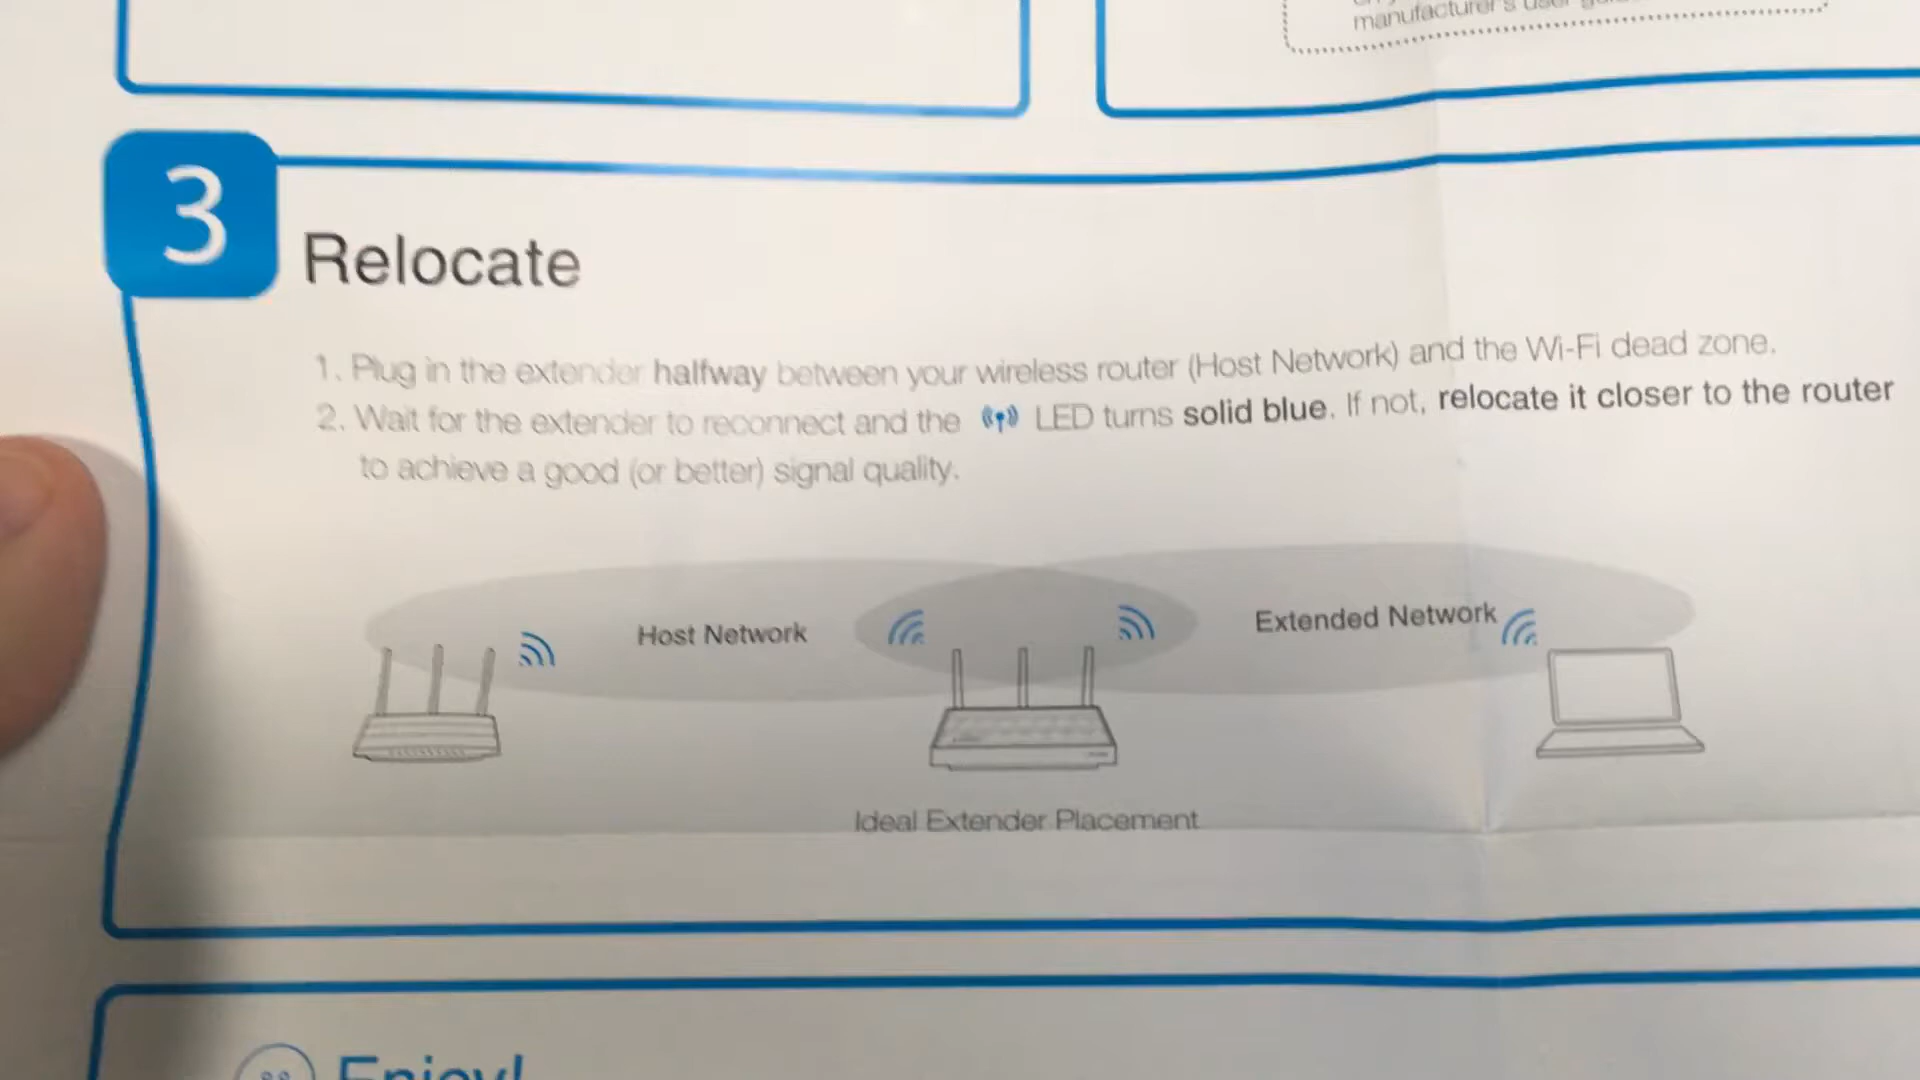 manufacturer's user
3
Relocate
1. Plug in the extender halfway between your wireless router (Host Network) and the Wi-Fi dead zone.
2. Wait for the extender to reconnect and the LED turns solid blue. If not, relocate it closer to the router
to achieve a good (or better) signal quality.
Host Network
Extended Network
Ideal Extender Placement
Enjoy!